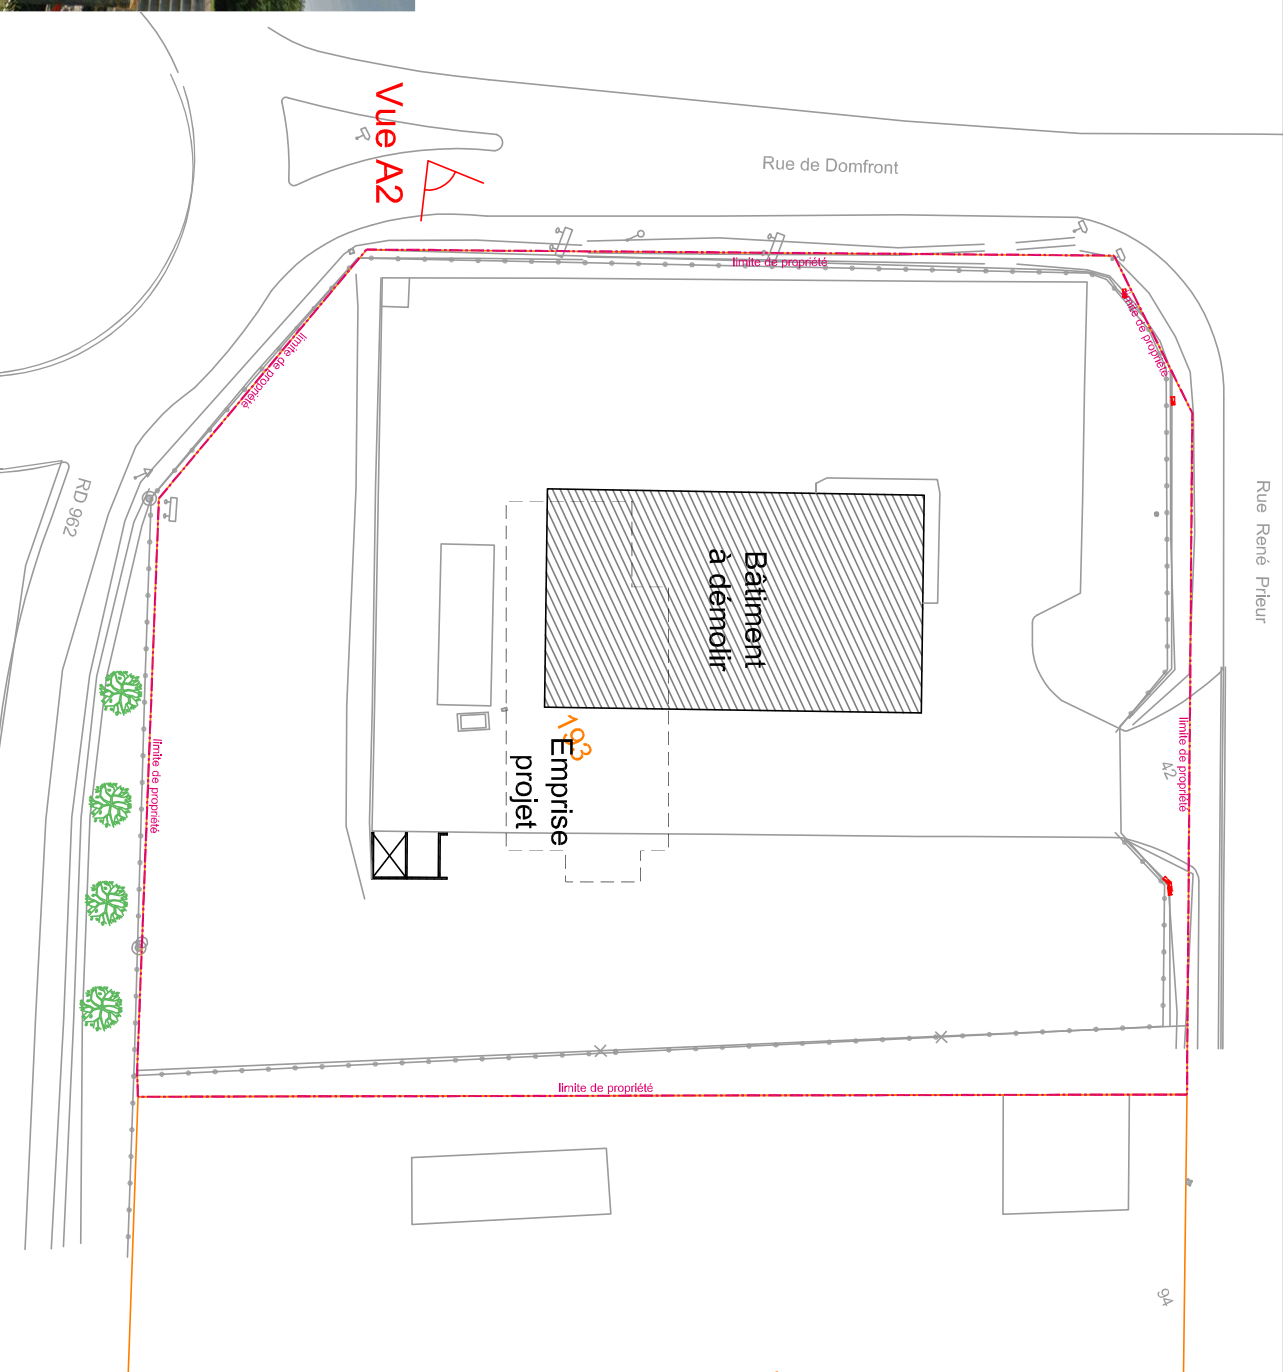 Vue A2
Rue de Domfront
limite de propriété
limite de propriété
limite de propriété
RD 962
Rue René Prieur
Bâtiment
à démolir
193
Emprise
projet
limite de propriété
limite de propriété
42
limite de propriété
94